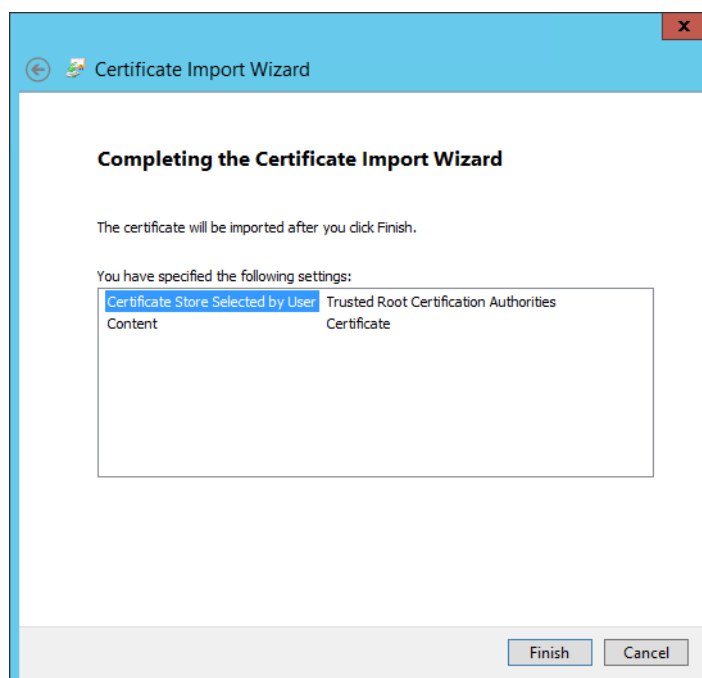 x
Certificate Import Wizard
Completing the Certificate Import Wizard
The certificate will be imported after you click Finish.
You have specified the following settings:
Certificate Store Selected by User Trusted Root Certification Authorities
Content Certificate
Finish Cancel